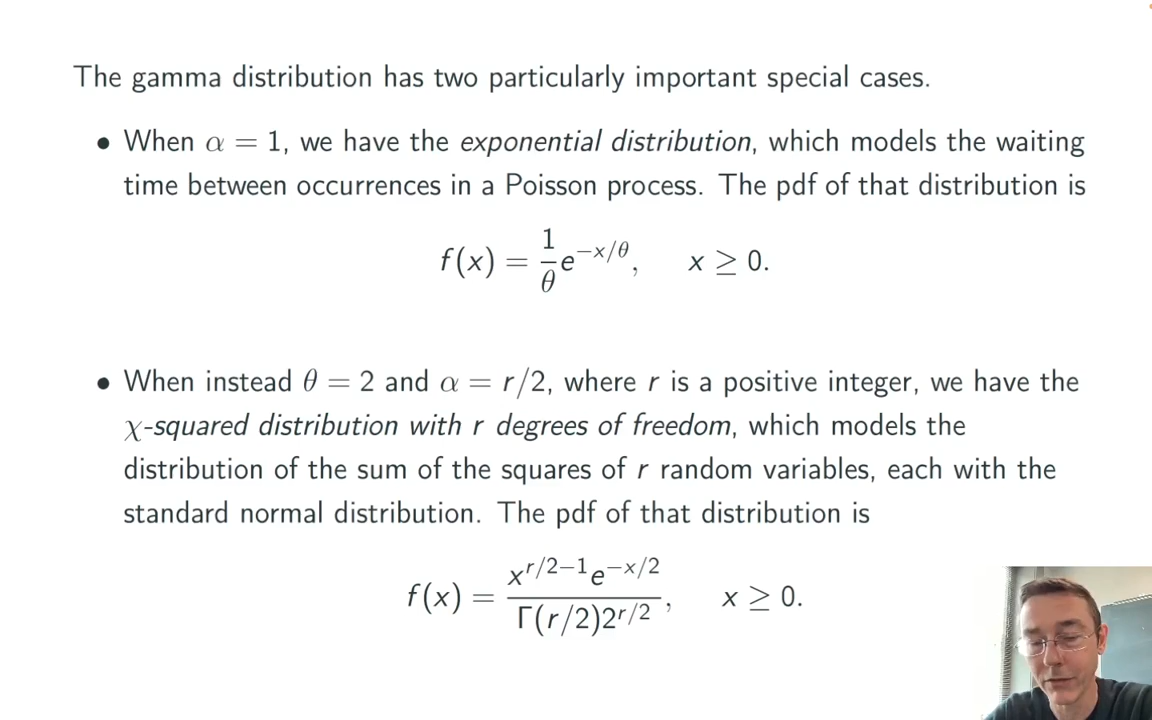 The gamma distribution has two particularly important special cases.
• When α = 1, we have the exponential distribution, which models the waiting
time between occurrences in a Poisson process. The pdf of that distribution is
f(x) = 1/θ e^{−x/θ}, x ≥ 0.
• When instead θ = 2 and α = r/2, where r is a positive integer, we have the
χ-squared distribution with r degrees of freedom, which models the
distribution of the sum of the squares of r random variables, each with the
standard normal distribution. The pdf of that distribution is
f(x) = x^{r/2−1}e^{−x/2} / Γ(r/2)2^{r/2}, x ≥ 0.